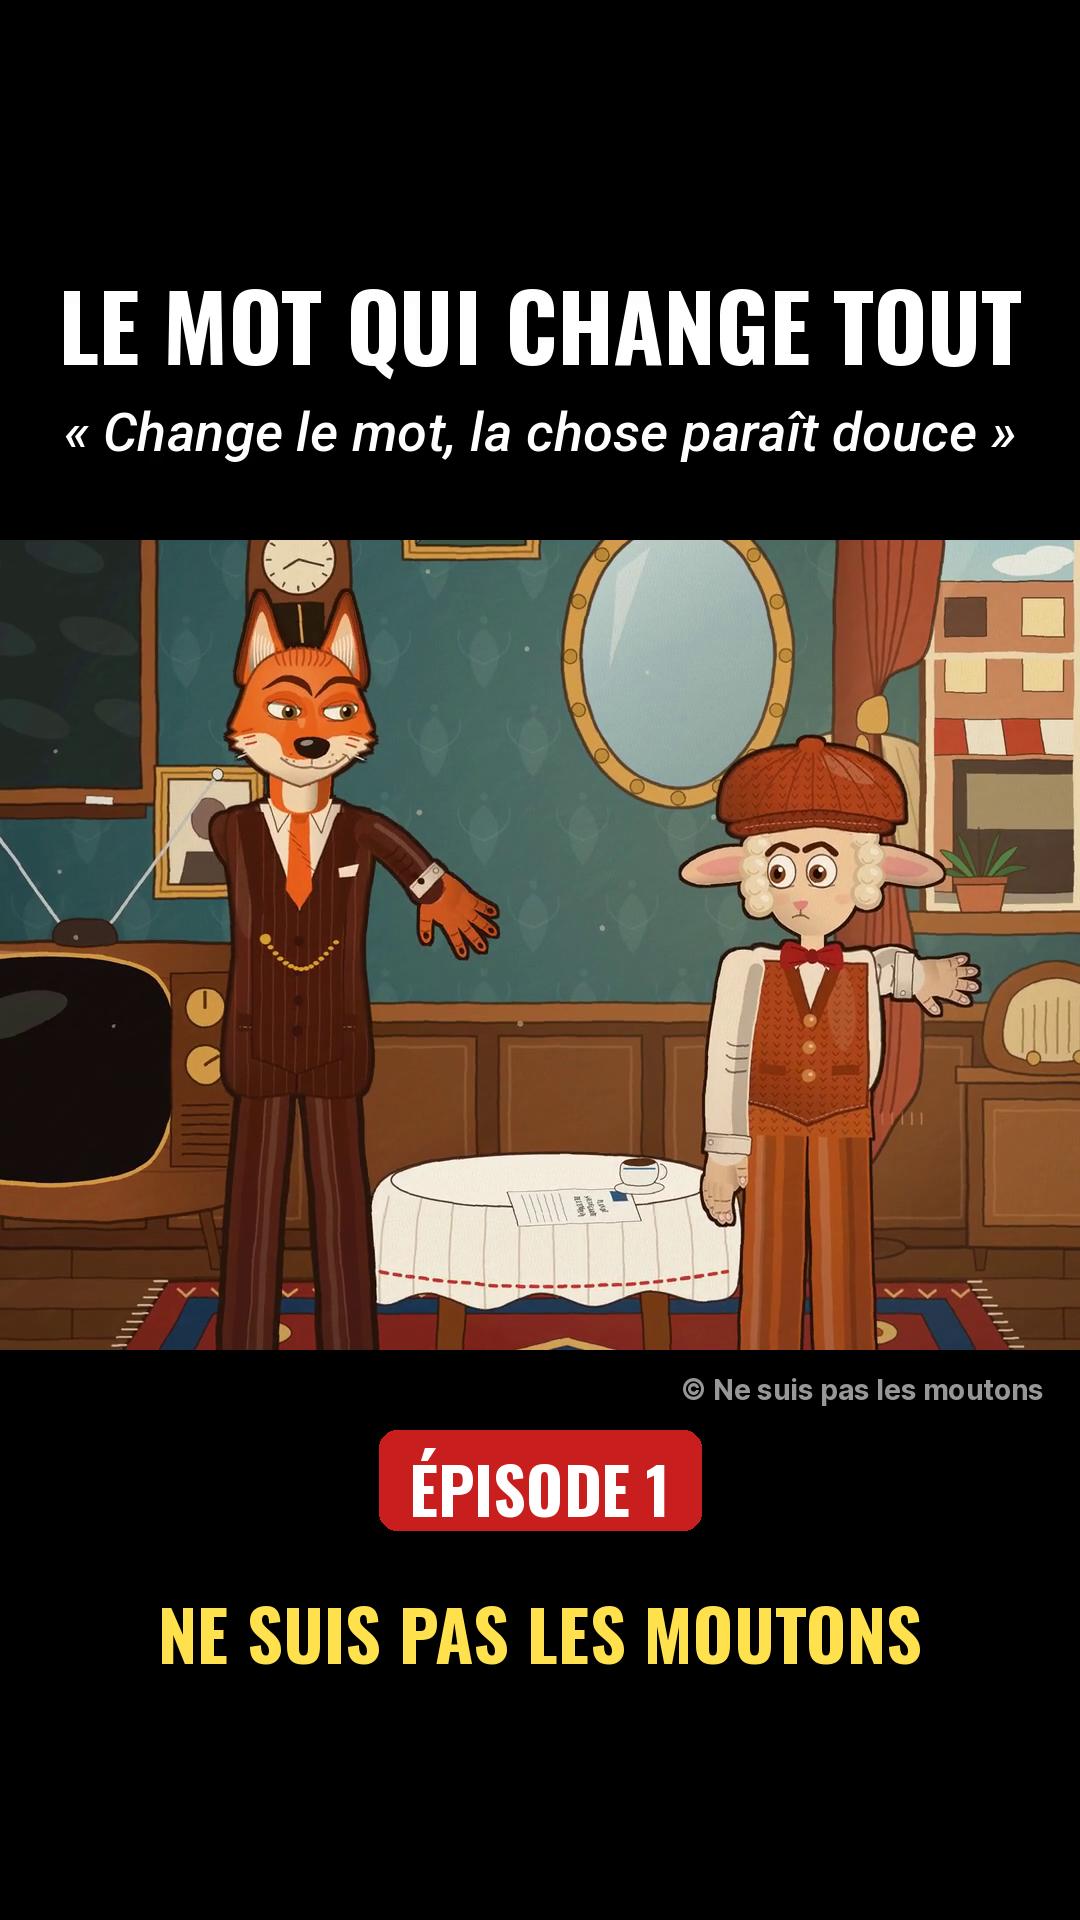 LE MOT QUI CHANGE TOUT
« Change le mot, la chose paraît douce »
© Ne suis pas les moutons
ÉPISODE 1
NE SUIS PAS LES MOUTONS